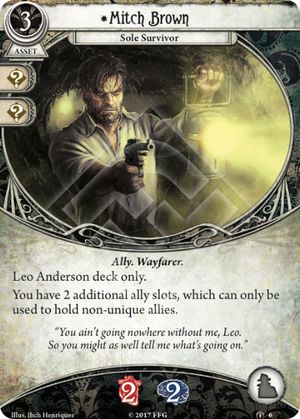 3
Mitch Brown
Sole Survivor
ASSET
?
?
Ally. Wayfarer.
Leo Anderson deck only.
You have 2 additional ally slots, which can only be
used to hold non-unique allies.
“You ain't going nowhere without me, Leo.
So you might as well tell me what's going on.”
2
2
Illus. Ilich Henriquez
© 2017 FFG
6